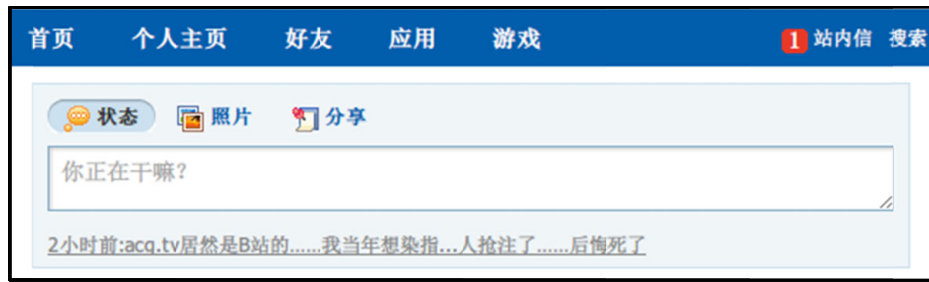 首页 个人主页 好友 应用 游戏 1 站内信 搜索
状态 照片 分享
你正在干嘛?
2小时前:acq.tv居然是B站的......我当年想染指...人抢注了......后悔死了